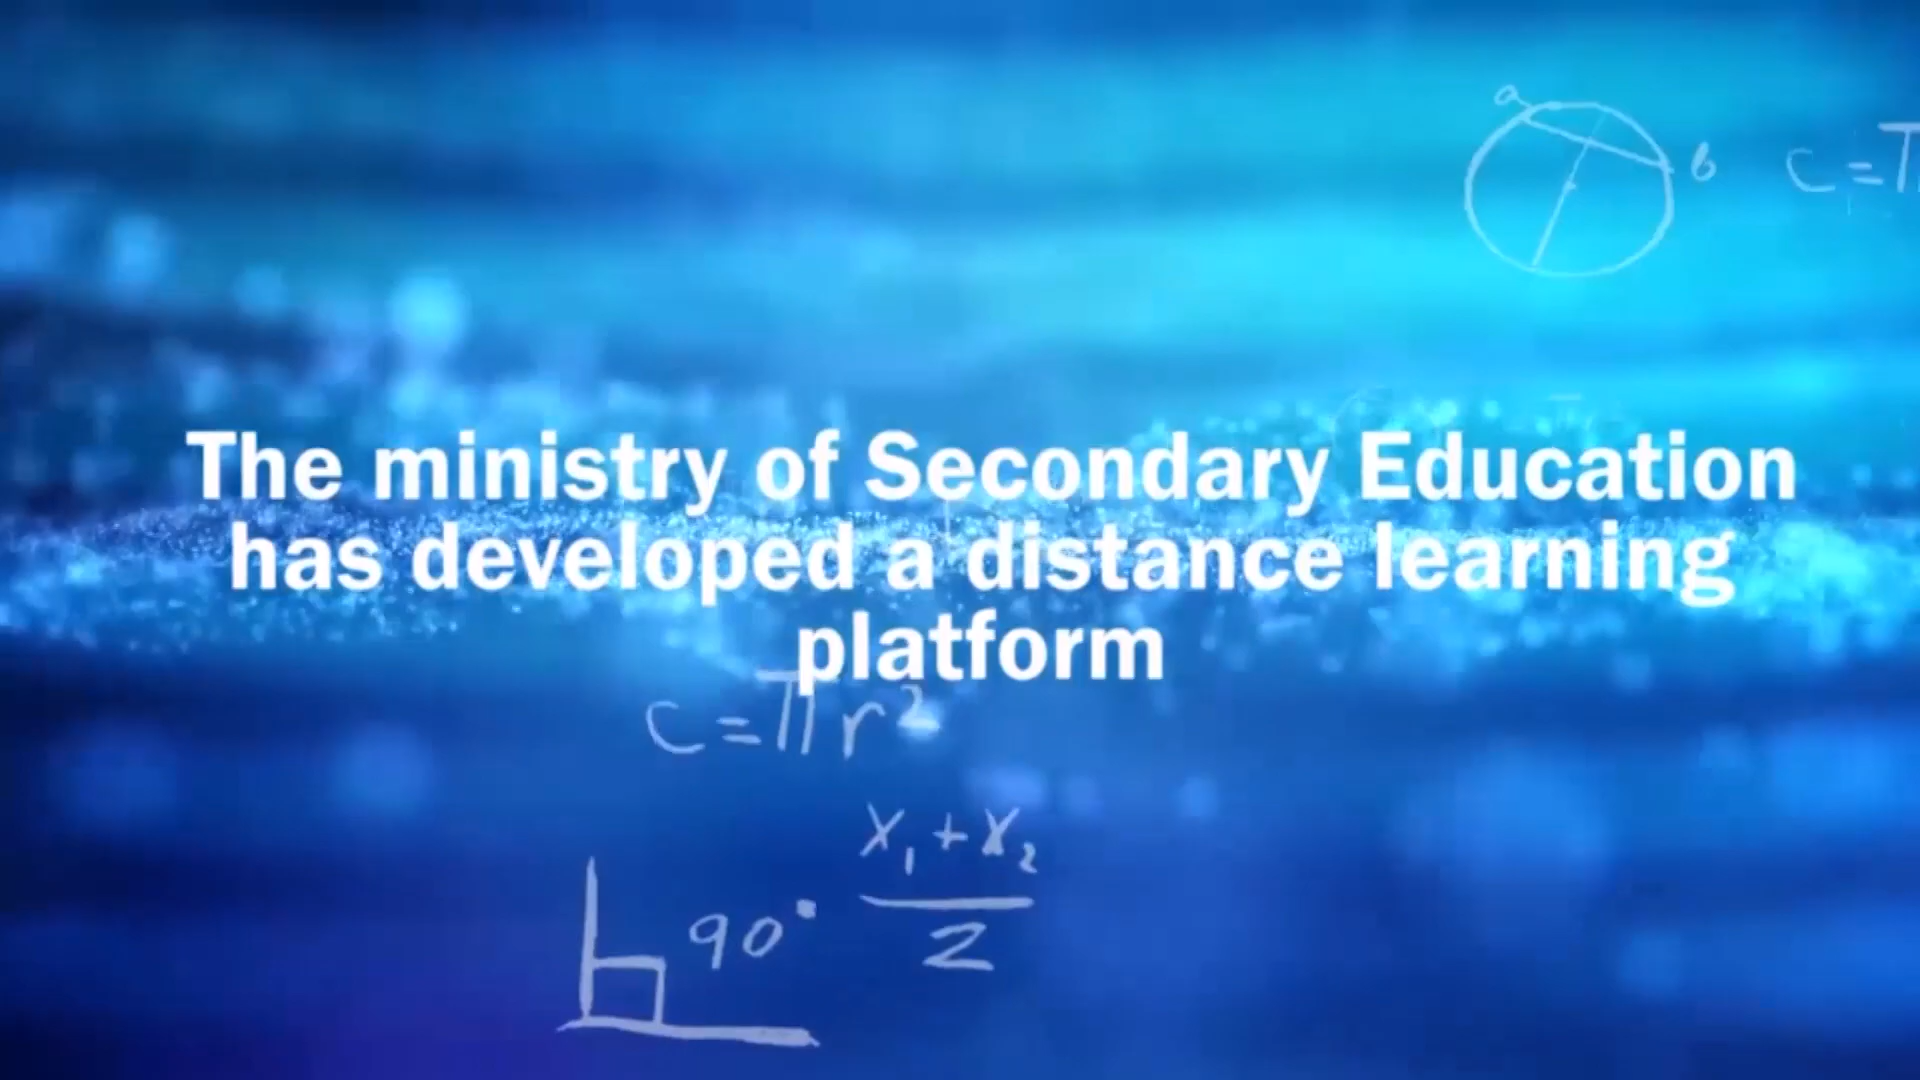 a
b c=π
The ministry of Secondary Education
has developed a distance learning
platform
c=πr²
x₁+x₂
90°
2